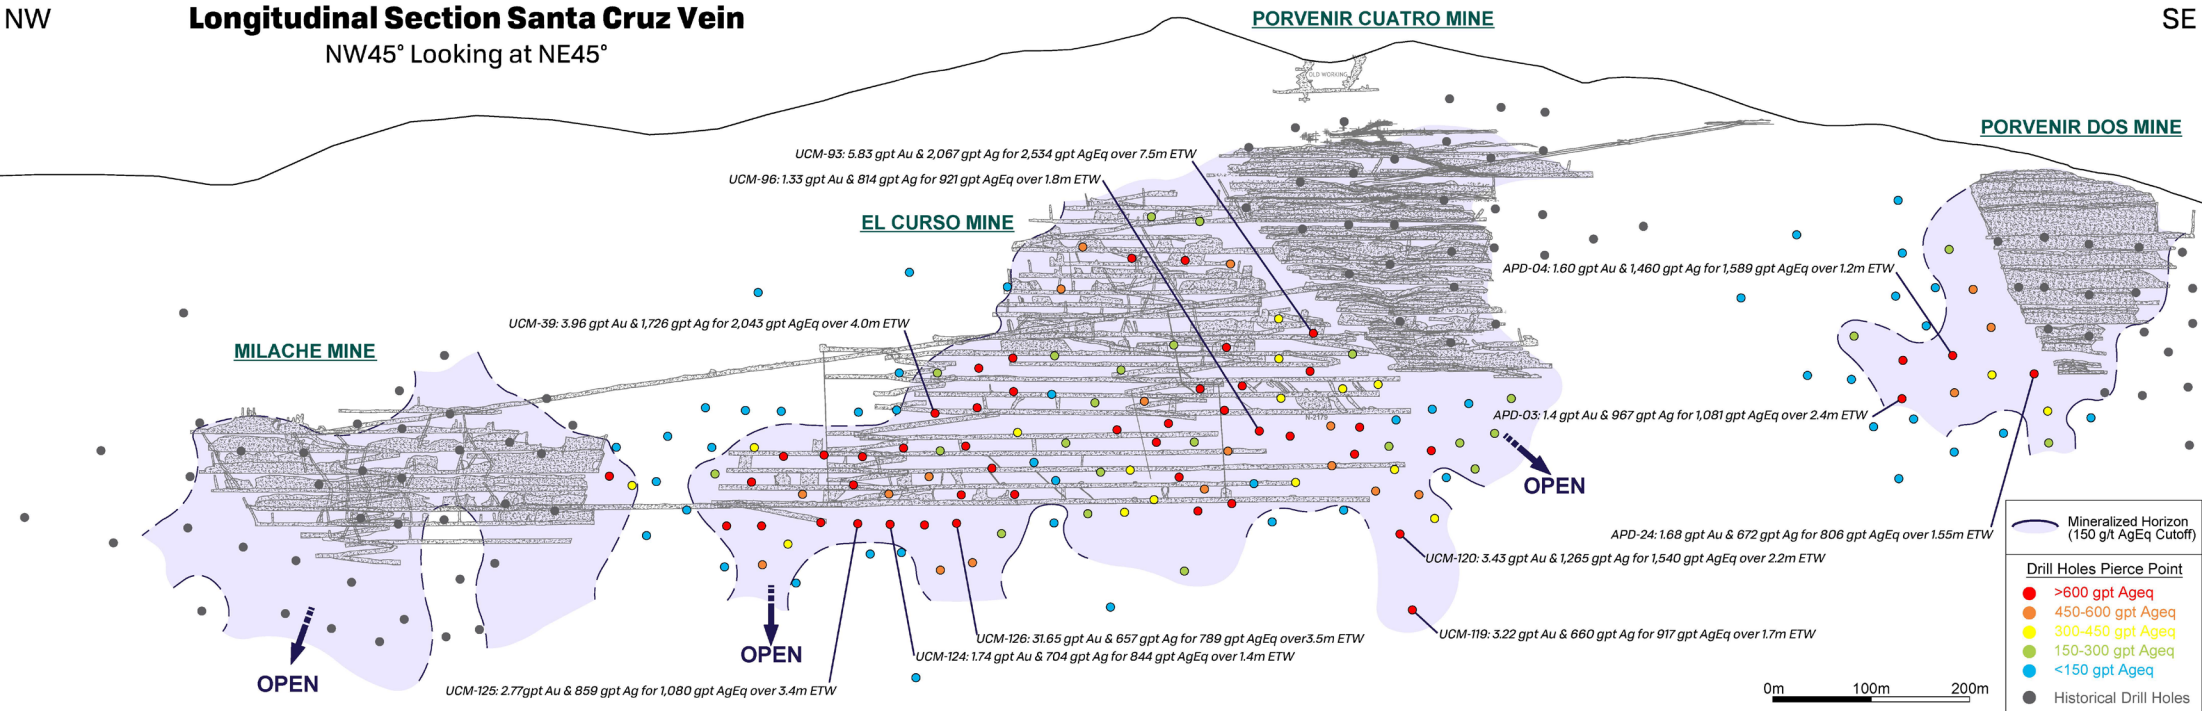 NW
Longitudinal Section Santa Cruz Vein
NW45° Looking at NE45°
PORVENIR CUATRO MINE
SE
OLD WORKING
PORVENIR DOS MINE
UCM-93: 5.83 gpt Au & 2,067 gpt Ag for 2,534 gpt AgEq over 7.5m ETW
UCM-96: 1.33 gpt Au & 814 gpt Ag for 921 gpt AgEq over 1.8m ETW
EL CURSO MINE
APD-04: 1.60 gpt Au & 1,460 gpt Ag for 1,589 gpt AgEq over 1.2m ETW
UCM-39: 3.96 gpt Au & 1,726 gpt Ag for 2,043 gpt AgEq over 4.0m ETW
MILACHE MINE
N-2179
APD-03: 1.4 gpt Au & 967 gpt Ag for 1,081 gpt AgEq over 2.4m ETW
OPEN
APD-24: 1.68 gpt Au & 672 gpt Ag for 806 gpt AgEq over 1.55m ETW
UCM-120: 3.43 gpt Au & 1,265 gpt Ag for 1,540 gpt AgEq over 2.2m ETW
UCM-119: 3.22 gpt Au & 660 gpt Ag for 917 gpt AgEq over 1.7m ETW
UCM-126: 31.65 gpt Au & 657 gpt Ag for 789 gpt AgEq over3.5m ETW
UCM-124: 1.74 gpt Au & 704 gpt Ag for 844 gpt AgEq over 1.4m ETW
OPEN
OPEN
UCM-125: 2.77gpt Au & 859 gpt Ag for 1,080 gpt AgEq over 3.4m ETW
Mineralized Horizon
(150 g/t AgEq Cutoff)
Drill Holes Pierce Point
>600 gpt Ageq
450-600 gpt Ageq
300-450 gpt Ageq
150-300 gpt Ageq
<150 gpt Ageq
Historical Drill Holes
0m 100m 200m